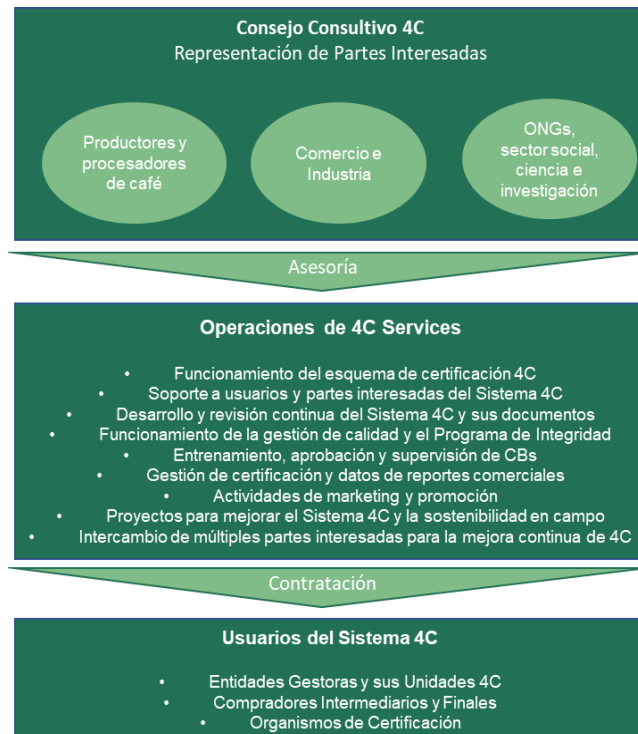 Consejo Consultivo 4C
Representación de Partes Interesadas
Productores y
procesadores
de café
Comercio e
Industria
ONGs,
sector social,
ciencia e
investigación
Asesoría
Operaciones de 4C Services
• Funcionamiento del esquema de certificación 4C
• Soporte a usuarios y partes interesadas del Sistema 4C
• Desarrollo y revisión continua del Sistema 4C y sus documentos
• Funcionamiento de la gestión de calidad y el Programa de Integridad
• Entrenamiento, aprobación y supervisión de CBs
• Gestión de certificación y datos de reportes comerciales
• Actividades de marketing y promoción
• Proyectos para mejorar el Sistema 4C y la sostenibilidad en campo
• Intercambio de múltiples partes interesadas para la mejora continua de 4C
Contratación
Usuarios del Sistema 4C
• Entidades Gestoras y sus Unidades 4C
• Compradores Intermediarios y Finales
• Organismos de Certificación